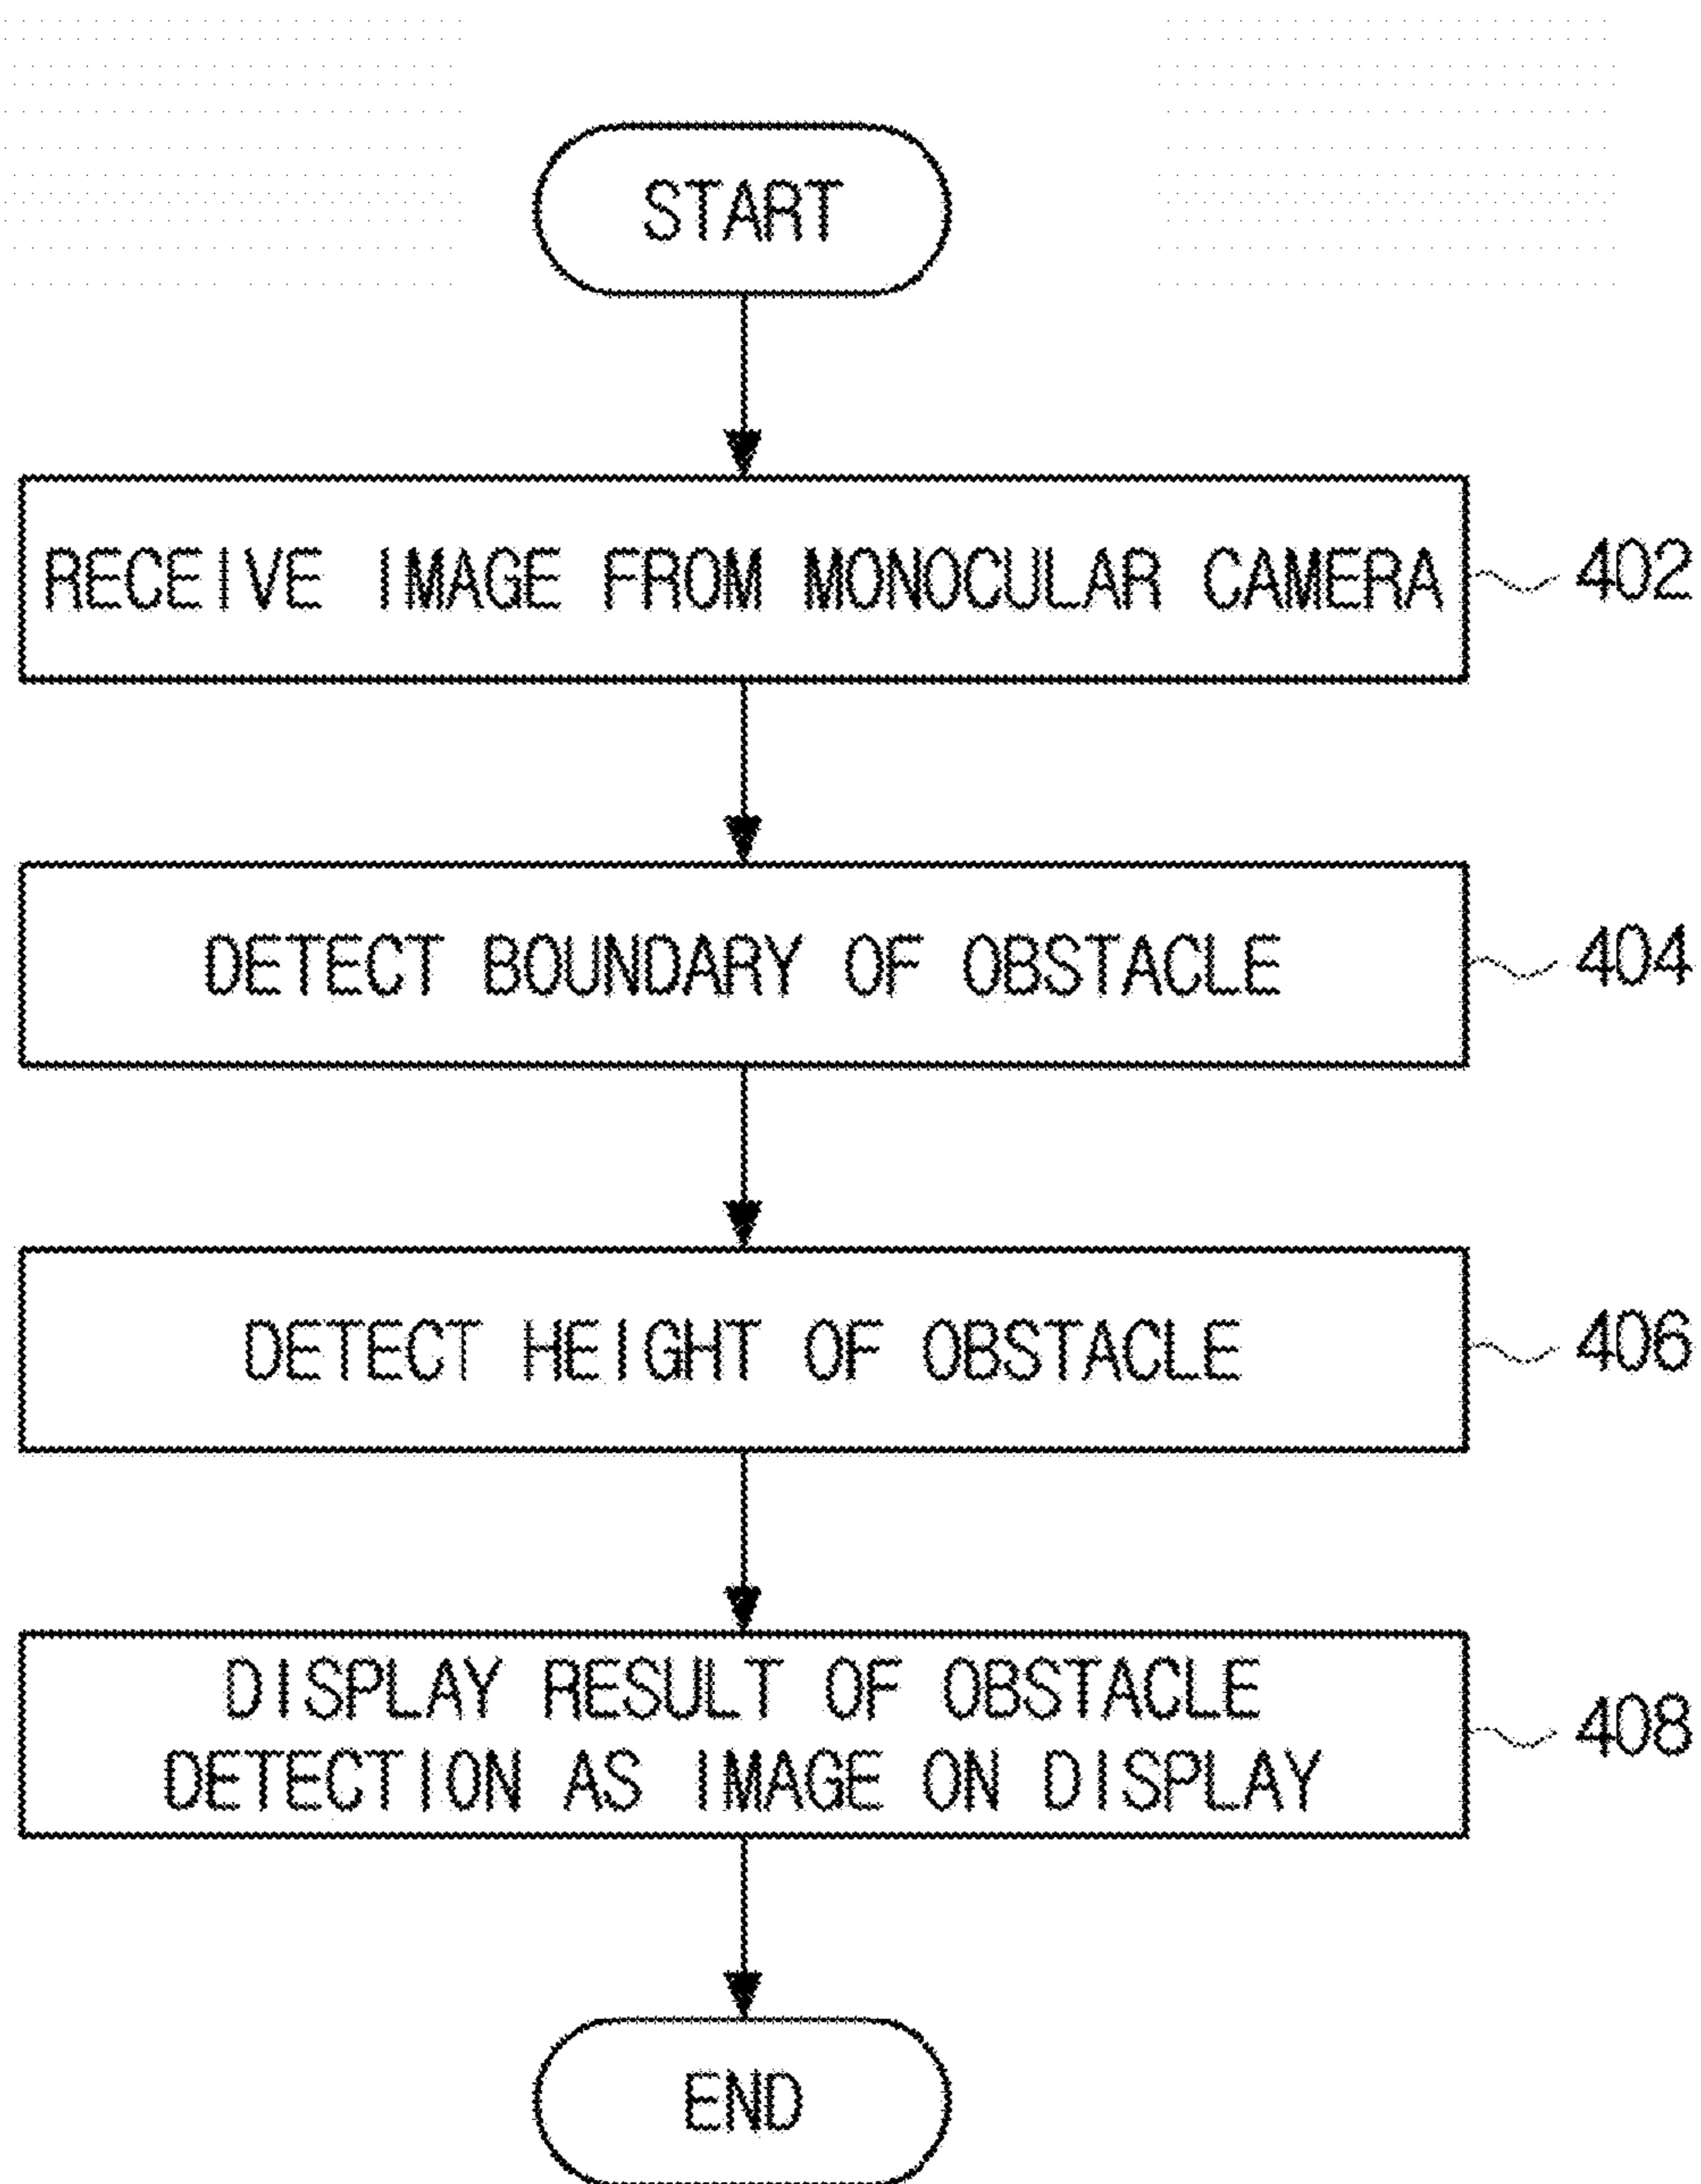 START
RECEIVE IMAGE FROM MONOCULAR CAMERA
402
DETECT BOUNDARY OF OBSTACLE
404
DETECT HEIGHT OF OBSTACLE
406
DISPLAY RESULT OF OBSTACLE
DETECTION AS IMAGE ON DISPLAY
408
END